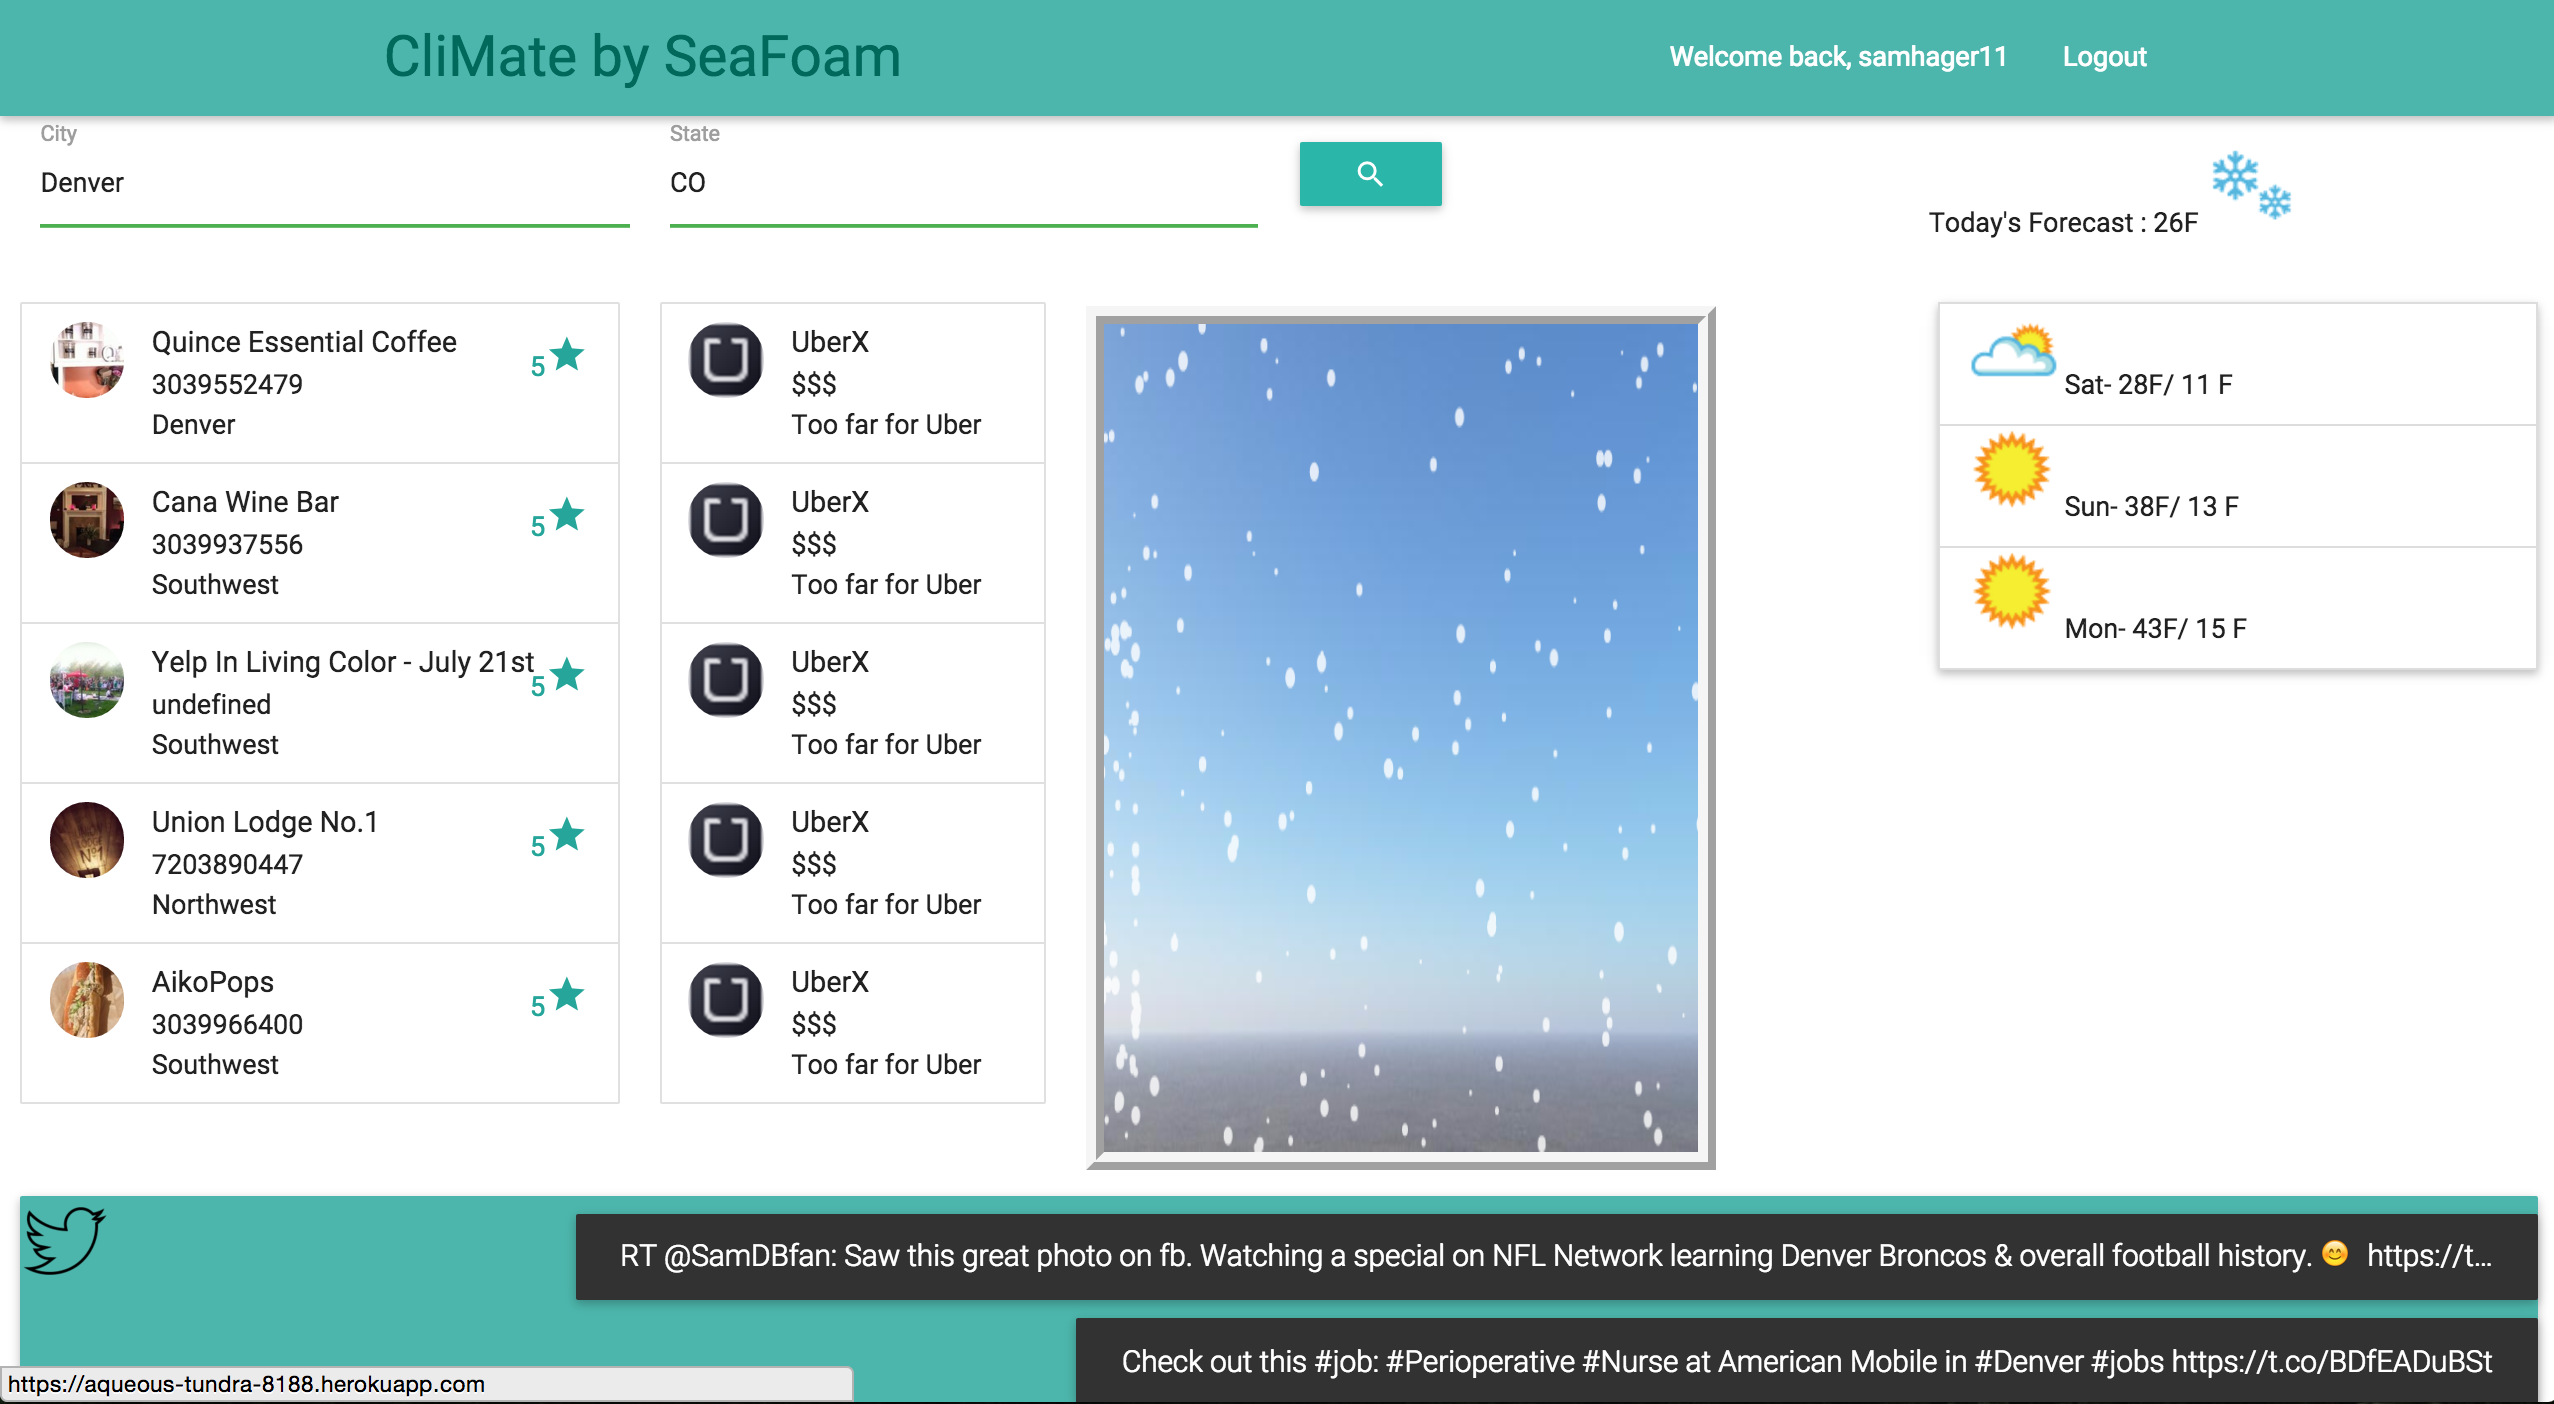 CliMate by SeaFoam
Welcome back, samhager11
Logout
City
Denver
State
CO
Today's Forecast : 26F
Quince Essential Coffee
3039552479
Denver
5
Cana Wine Bar
3039937556
Southwest
5
Yelp In Living Color - July 21st
undefined
Southwest
5
Union Lodge No.1
7203890447
Northwest
5
AikoPops
3039966400
Southwest
5
UberX
$$$
Too far for Uber
UberX
$$$
Too far for Uber
UberX
$$$
Too far for Uber
UberX
$$$
Too far for Uber
UberX
$$$
Too far for Uber
Sat- 28F/ 11 F
Sun- 38F/ 13 F
Mon- 43F/ 15 F
RT @SamDBfan: Saw this great photo on fb. Watching a special on NFL Network learning Denver Broncos & overall football history. 😊 https://t…
Check out this #job: #Perioperative #Nurse at American Mobile in #Denver #jobs https://t.co/BDfEADuBSt
https://aqueous-tundra-8188.herokuapp.com